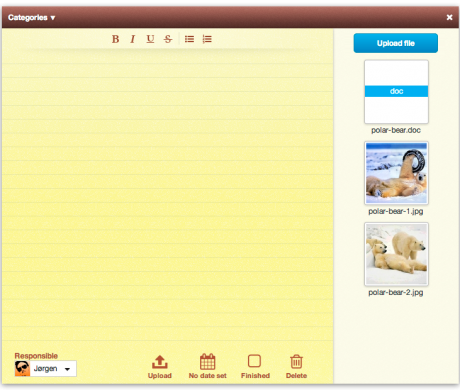 Categories ▾
B I U S
Upload file
doc
polar-bear.doc
polar-bear-1.jpg
polar-bear-2.jpg
Responsible
Jørgen
Upload
No date set
Finished
Delete